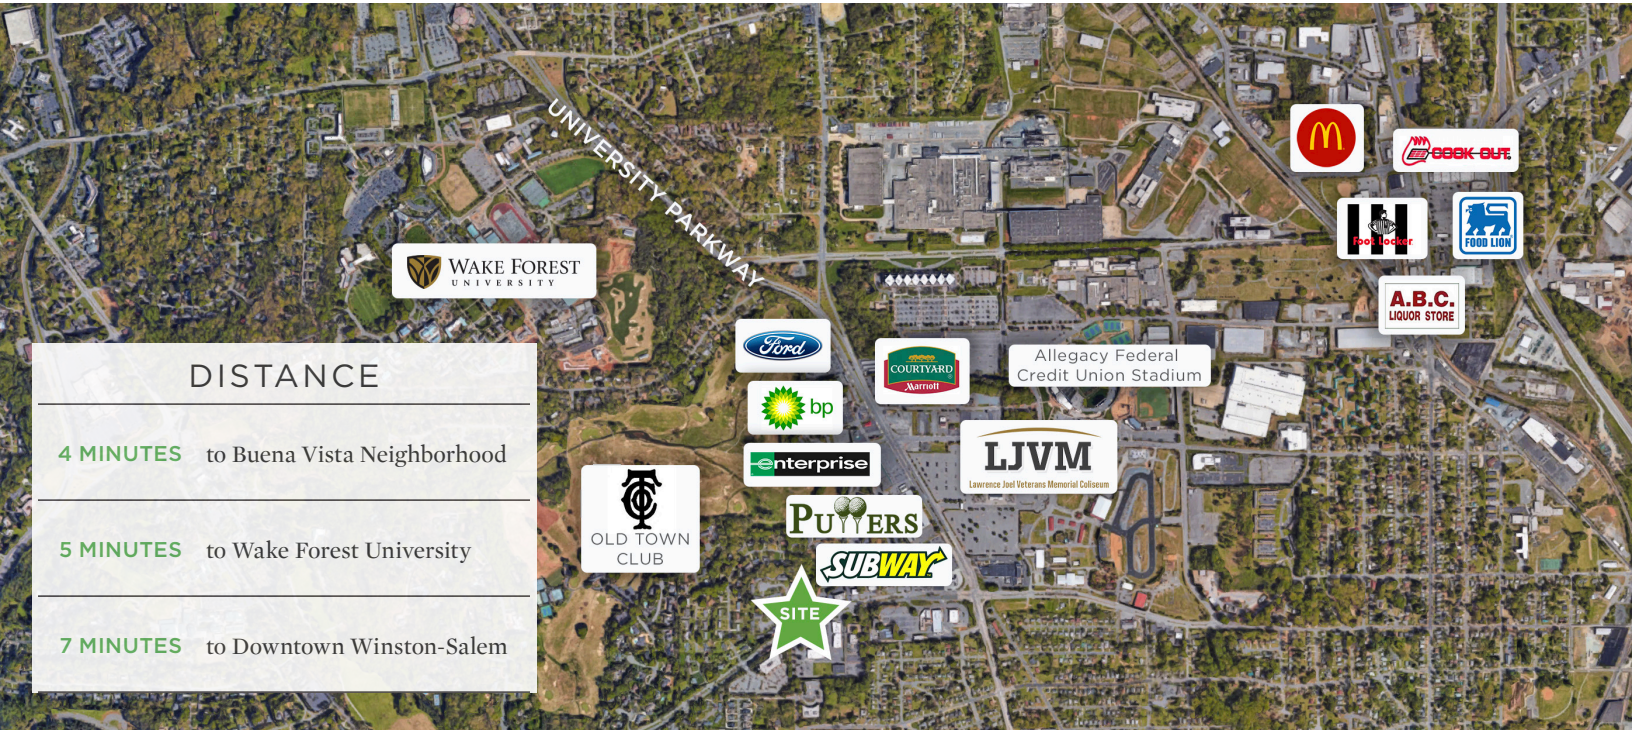 UNIVERSITY PARKWAY
COOK OUT
Foot Locker
FOOD LION
WAKE FOREST
UNIVERSITY
A.B.C.
LIQUOR STORE
Ford
COURTYARD
Marriott
Allegacy Federal
Credit Union Stadium
bp
enterprise
LJVM
Lawrence Joel Veterans Memorial Coliseum
OLD TOWN
CLUB
PUTTERS
SUBWAY
SITE
DISTANCE
4 MINUTES to Buena Vista Neighborhood
5 MINUTES to Wake Forest University
7 MINUTES to Downtown Winston-Salem